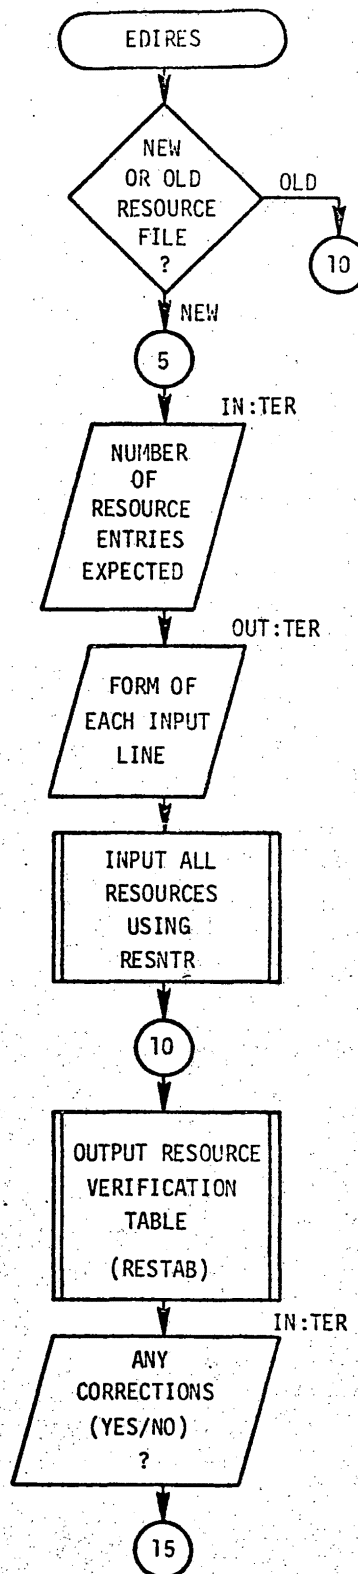 EDIRES
NEW
OR OLD
RESOURCE
FILE
?
OLD
10
NEW
5
IN:TER
NUMBER
OF
RESOURCE
ENTRIES
EXPECTED
OUT:TER
FORM OF
EACH INPUT
LINE
INPUT ALL
RESOURCES
USING
RESNTR
10
OUTPUT RESOURCE
VERIFICATION
TABLE
(RESTAB)
IN:TER
ANY
CORRECTIONS
(YES/NO)
?
15